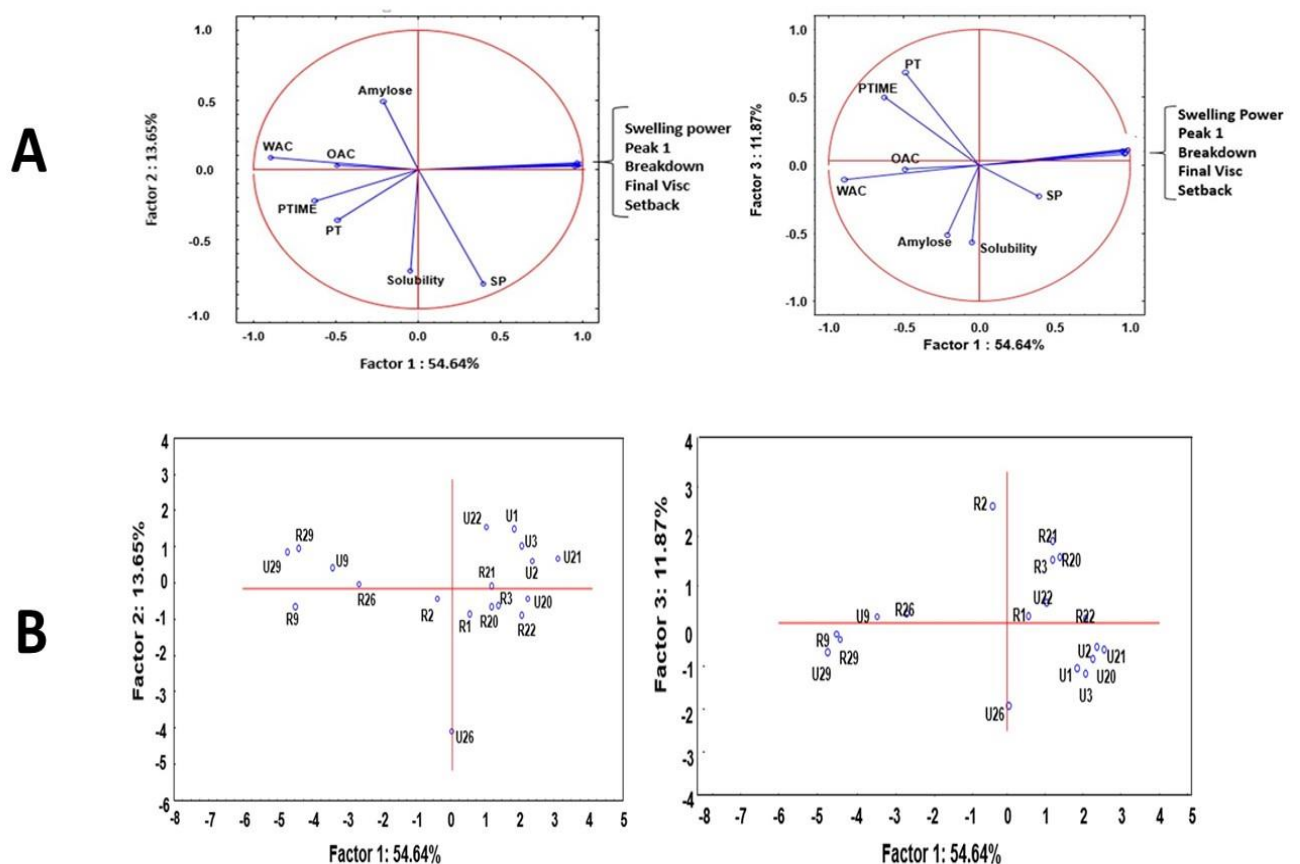 A
1.0
0.5
0.0
-0.5
-1.0
Factor 2 : 13.65%
Amylose
WAC
OAC
PTIME
PT
Solubility
SP
-1.0 -0.5 0.0 0.5 1.0
Factor 1 : 54.64%
Swelling power
Peak 1
Breakdown
Final Visc
Setback
1.0
0.5
0.0
-0.5
-1.0
Factor 3 : 11.87%
PT
PTIME
OAC
WAC
SP
Amylose
Solubility
-1.0 -0.5 0.0 0.5 1.0
Factor 1 : 54.64%
Swelling Power
Peak 1
Breakdown
Final Visc
Setback
B
4
3
2
1
0
-1
-2
-3
-4
-5
-6
Factor 2: 13.65%
U22
U1
U3
R29
U29
U9
U21
U2
R21
R26
R2
R3
U20
R9
R1
R20
R22
U26
-8 -7 -6 -5 -4 -3 -2 -1 0 1 2 3 4 5
Factor 1: 54.64%
4
3
2
1
0
-1
-2
-3
-4
Factor 3: 11.87%
R2
R21
R20
R3
U22
U9
R26
R1
R22
R9
R29
U29
U2
U21
U1
U20
U3
U26
-8 -7 -6 -5 -4 -3 -2 -1 0 1 2 3 4 5
Factor 1: 54.64%